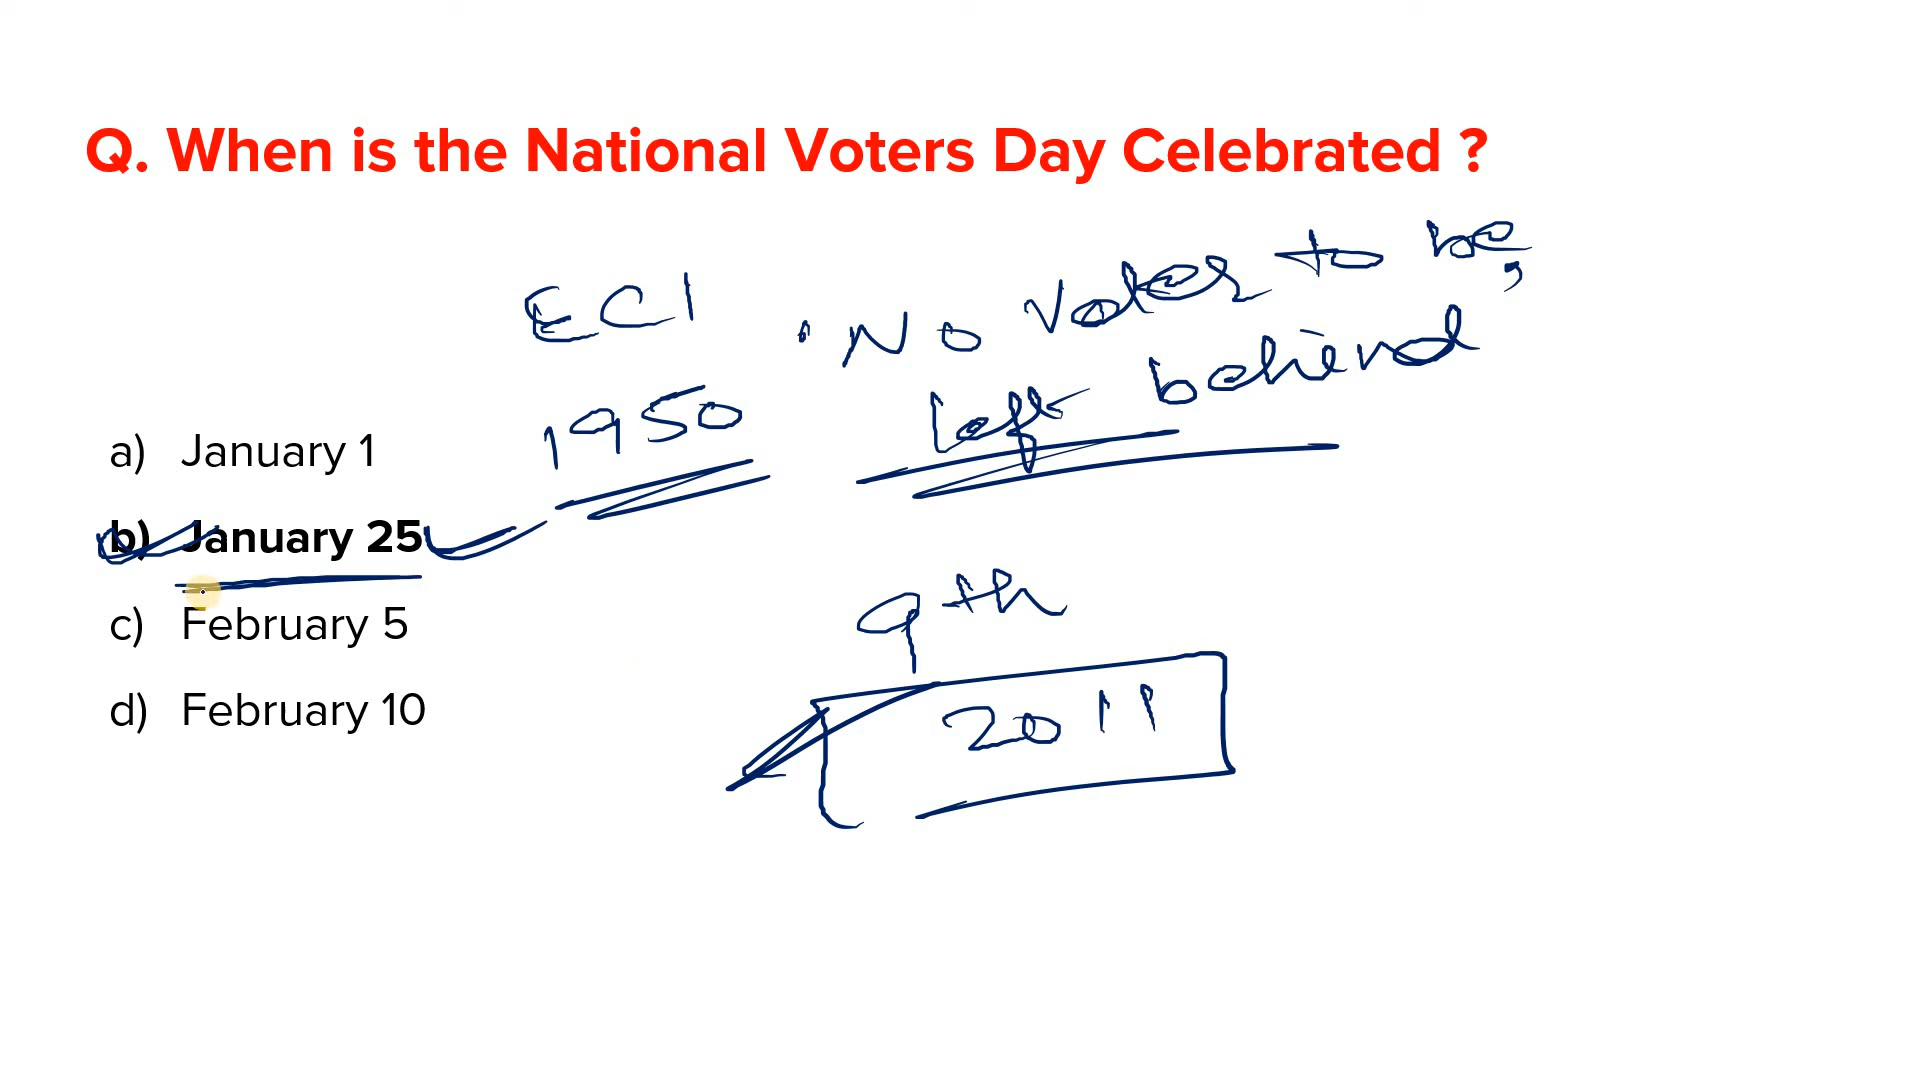 Q. When is the National Voters Day Celebrated ?
ECI
• No voter to be,
left behiend
1950
a) January 1
b) January 25
c) February 5
d) February 10
9th
2011